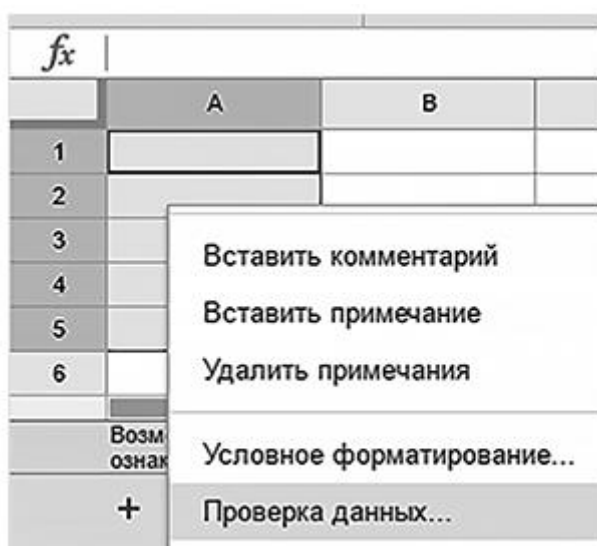 fx
A B
1
2
3
4
5
6
Вставить комментарий
Вставить примечание
Удалить примечания
Условное форматирование...
Проверка данных...
+